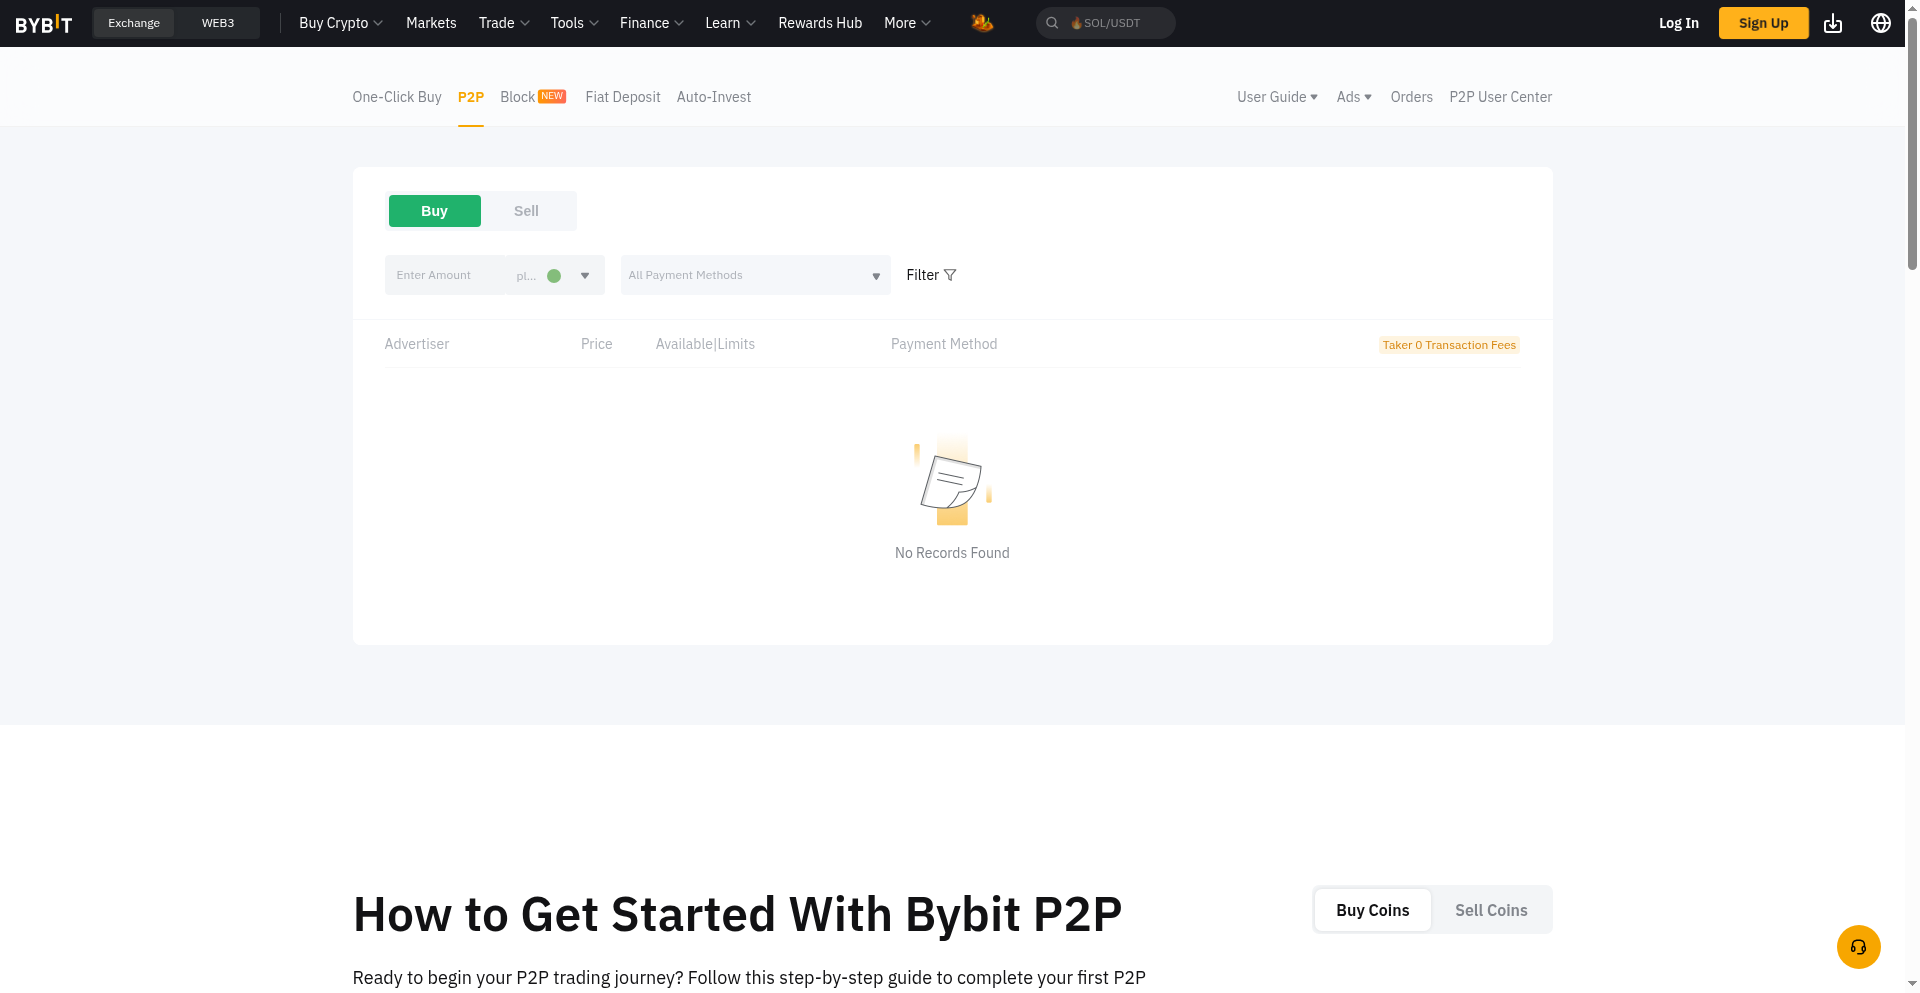 BYBIT Exchange WEB3 Buy Crypto Markets Trade Tools Finance Learn Rewards Hub More 🔥SOL/USDT Log In Sign Up
One-Click Buy P2P Block NEW Fiat Deposit Auto-Invest User Guide Ads Orders P2P User Center
Buy Sell
Enter Amount pl... All Payment Methods Filter
Advertiser Price Available|Limits Payment Method Taker 0 Transaction Fees
No Records Found
How to Get Started With Bybit P2P
Buy Coins Sell Coins
Ready to begin your P2P trading journey? Follow this step-by-step guide to complete your first P2P